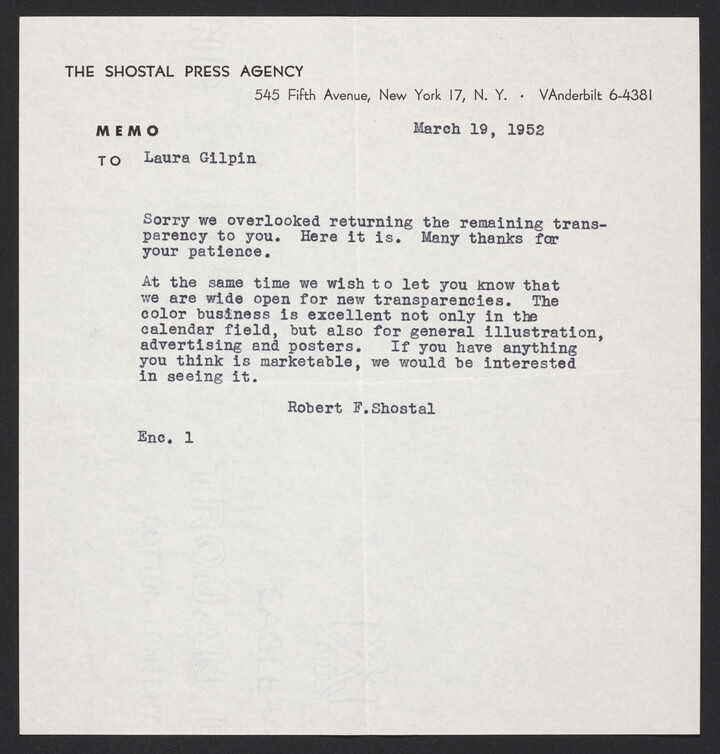 THE SHOSTAL PRESS AGENCY
545 Fifth Avenue, New York 17, N. Y. · VAnderbilt 6-4381
MEMO March 19, 1952
TO Laura Gilpin
Sorry we overlooked returning the remaining trans-
parency to you. Here it is. Many thanks for
your patience.
At the same time we wish to let you know that
we are wide open for new transparencies. The
color business is excellent not only in the
calendar field, but also for general illustration,
advertising and posters. If you have anything
you think is marketable, we would be interested
in seeing it.
Robert F.Shostal
Enc. 1